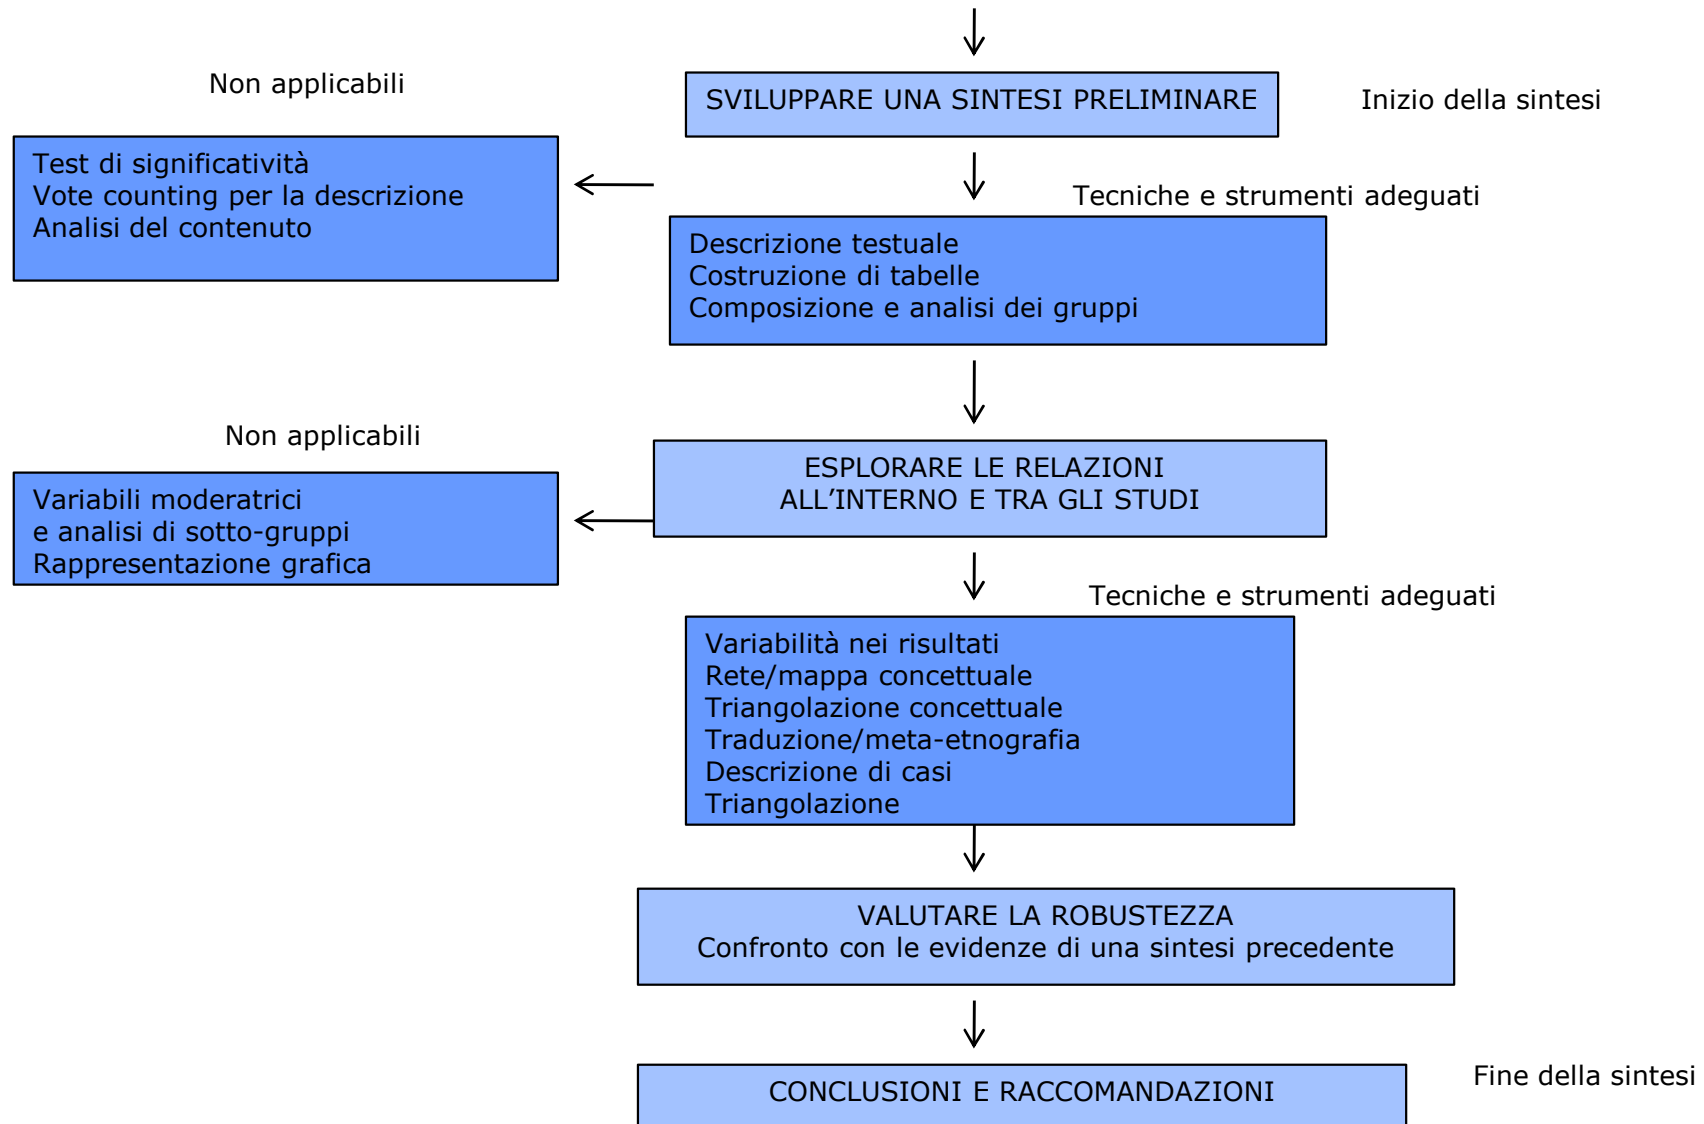 Non applicabili
SVILUPPARE UNA SINTESI PRELIMINARE
Inizio della sintesi
Test di significatività
Vote counting per la descrizione
Analisi del contenuto
Tecniche e strumenti adeguati
Descrizione testuale
Costruzione di tabelle
Composizione e analisi dei gruppi
Non applicabili
ESPLORARE LE RELAZIONI
ALL’INTERNO E TRA GLI STUDI
Variabili moderatrici
e analisi di sotto-gruppi
Rappresentazione grafica
Tecniche e strumenti adeguati
Variabilità nei risultati
Rete/mappa concettuale
Triangolazione concettuale
Traduzione/meta-etnografia
Descrizione di casi
Triangolazione
VALUTARE LA ROBUSTEZZA
Confronto con le evidenze di una sintesi precedente
CONCLUSIONI E RACCOMANDAZIONI
Fine della sintesi